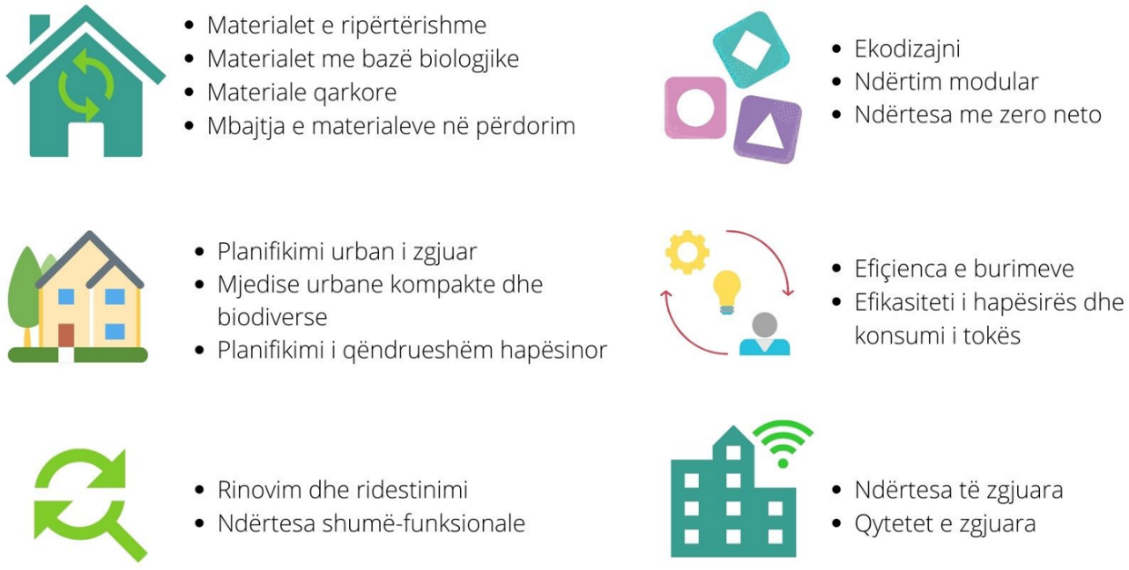 Materialet e ripërtërishme
Materialet me bazë biologjike
Materiale qarkore
Mbajtja e materialeve në përdorim
Ekodizajni
Ndërtim modular
Ndërtesa me zero neto
Planifikimi urban i zgjuar
Mjedise urbane kompakte dhe
biodiverse
Planifikimi i qëndrueshëm hapësinor
Efiçienca e burimeve
Efikasiteti i hapësirës dhe
konsumi i tokës
Rinovim dhe ridestinimi
Ndërtesa shumë-funksionale
Ndërtesa të zgjuara
Qytetet e zgjuara